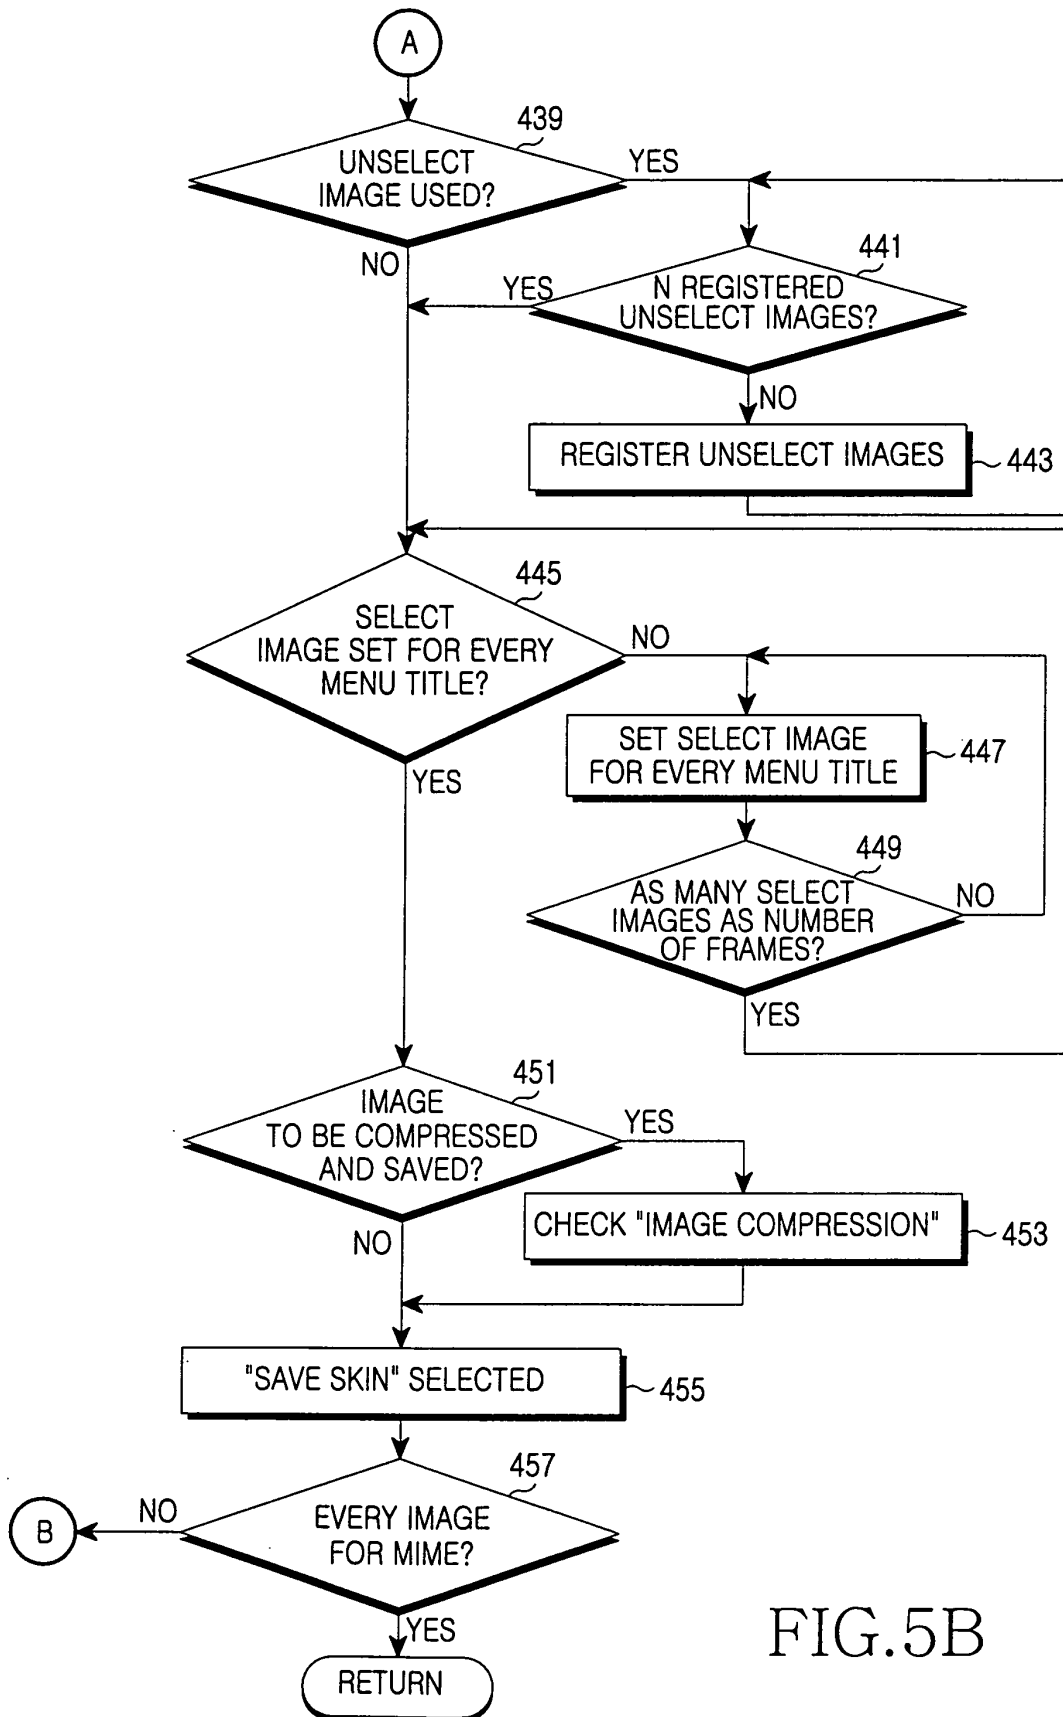 A
439
UNSELECT
IMAGE USED?
YES
NO
441
N REGISTERED
UNSELECT IMAGES?
YES
NO
REGISTER UNSELECT IMAGES
443
445
SELECT
IMAGE SET FOR EVERY
MENU TITLE?
NO
YES
SET SELECT IMAGE
FOR EVERY MENU TITLE
447
449
AS MANY SELECT
IMAGES AS NUMBER
OF FRAMES?
NO
YES
451
IMAGE
TO BE COMPRESSED
AND SAVED?
YES
NO
CHECK "IMAGE COMPRESSION"
453
"SAVE SKIN" SELECTED
455
457
EVERY IMAGE
FOR MIME?
NO
B
YES
RETURN
FIG.5B